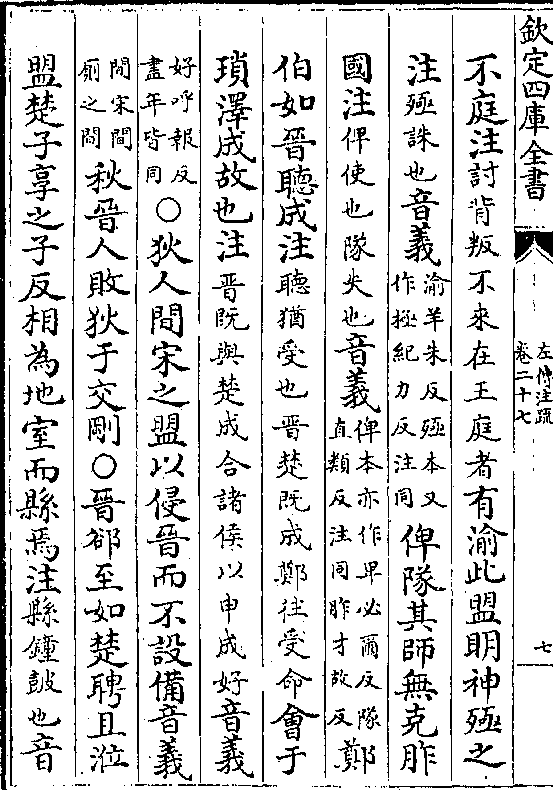 欽定四庫全書
左傳注疏
卷二十七
七
不庭注討背叛不來在王庭者有渝此盟明神殛之
注殛誅也音義渝羊朱反殛本又
作極紀力反注同俾隊其師無克胙
國注俾使也隊失也音義俾本亦作卑必爾反隊
直類反注同胙才故反鄭
伯如晉聽成注聽猶受也晉楚既成鄭往受命會于
瑣澤成故也注晉既與楚成合諸侯以申成好音義
好呼報反
盡年皆同○狄人間宋之盟以侵晉而不設備音義
間宋間
厠之間秋晉人敗狄于交剛○晉郤至如楚聘且涖
盟楚子享之子反相為地室而縣焉注縣鐘鼓也音